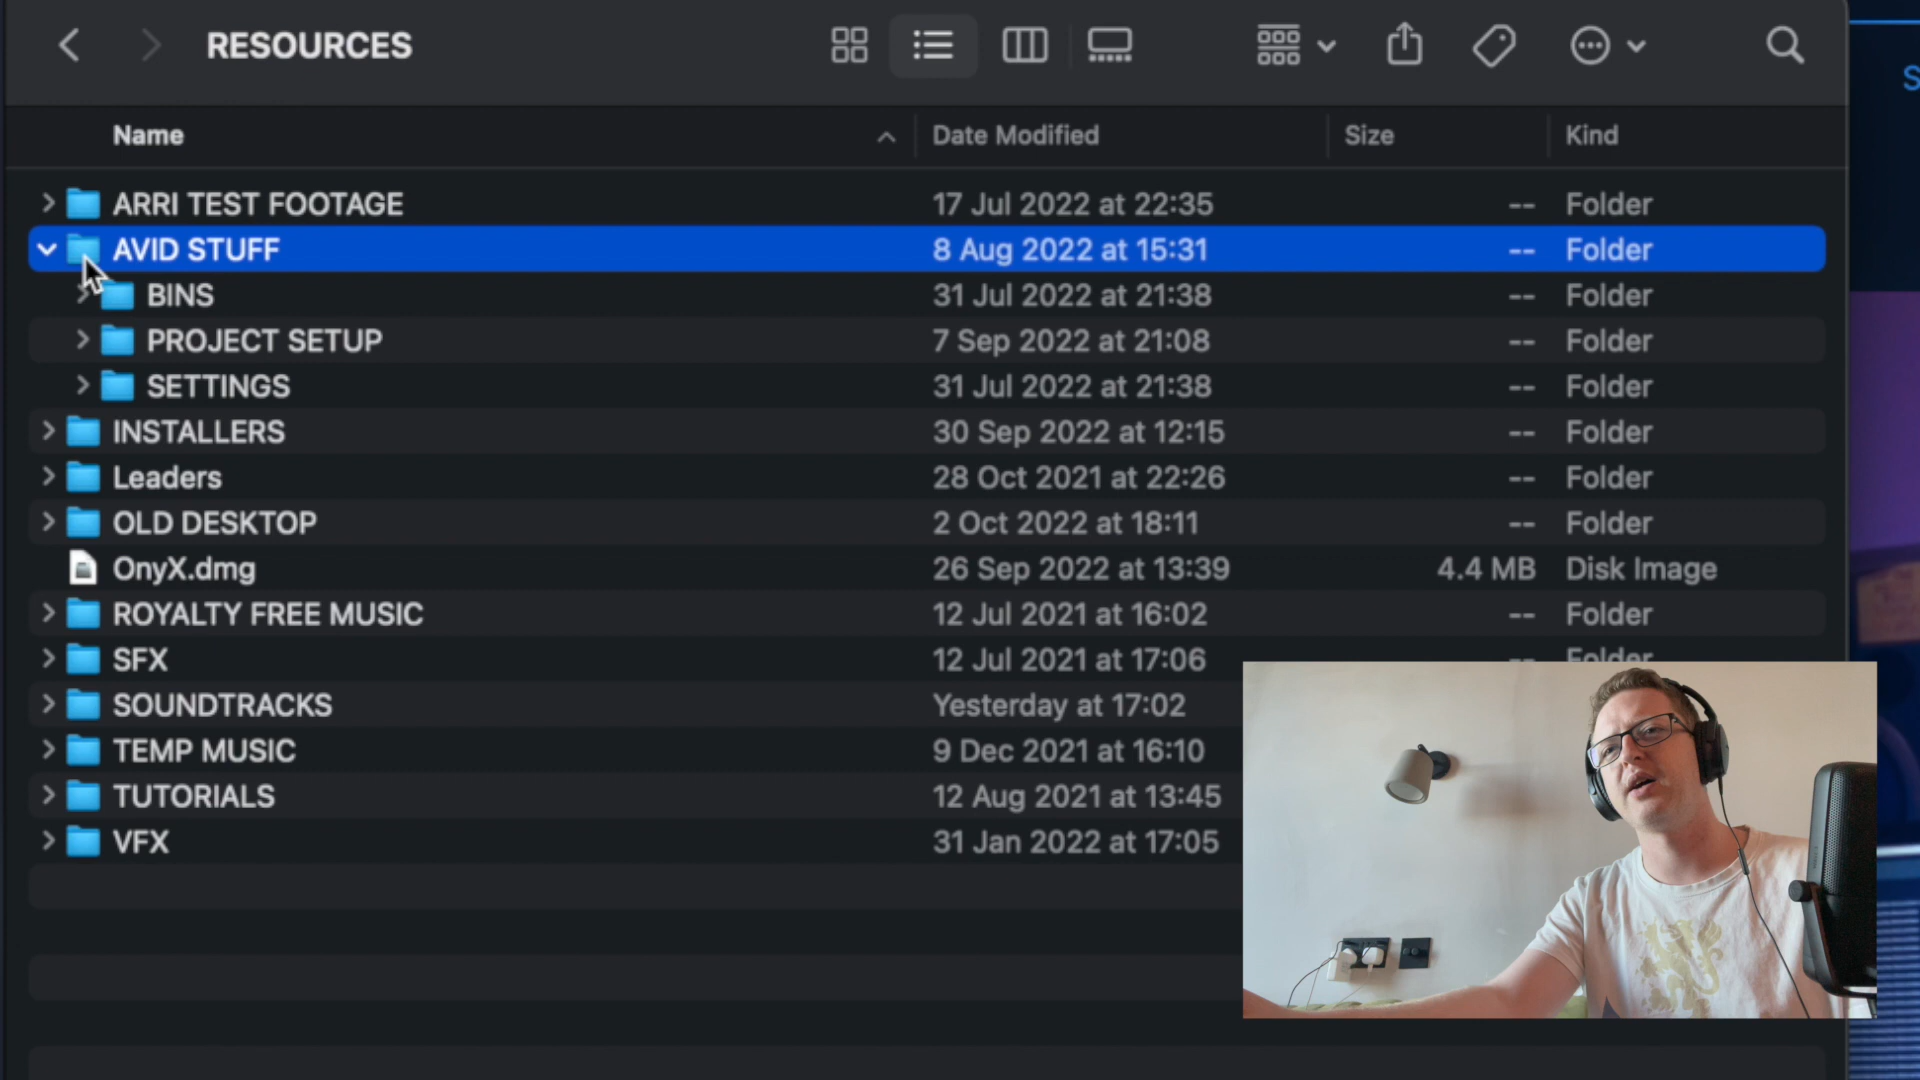 RESOURCES
S
Name Date Modified Size Kind
ARRI TEST FOOTAGE 17 Jul 2022 at 22:35 -- Folder
AVID STUFF 8 Aug 2022 at 15:31 -- Folder
BINS 31 Jul 2022 at 21:38 -- Folder
PROJECT SETUP 7 Sep 2022 at 21:08 -- Folder
SETTINGS 31 Jul 2022 at 21:38 -- Folder
INSTALLERS 30 Sep 2022 at 12:15 -- Folder
Leaders 28 Oct 2021 at 22:26 -- Folder
OLD DESKTOP 2 Oct 2022 at 18:11 -- Folder
OnyX.dmg 26 Sep 2022 at 13:39 4.4 MB Disk Image
ROYALTY FREE MUSIC 12 Jul 2021 at 16:02 -- Folder
SFX 12 Jul 2021 at 17:06 -- Folder
SOUNDTRACKS Yesterday at 17:02
TEMP MUSIC 9 Dec 2021 at 16:10
TUTORIALS 12 Aug 2021 at 13:45
VFX 31 Jan 2022 at 17:05